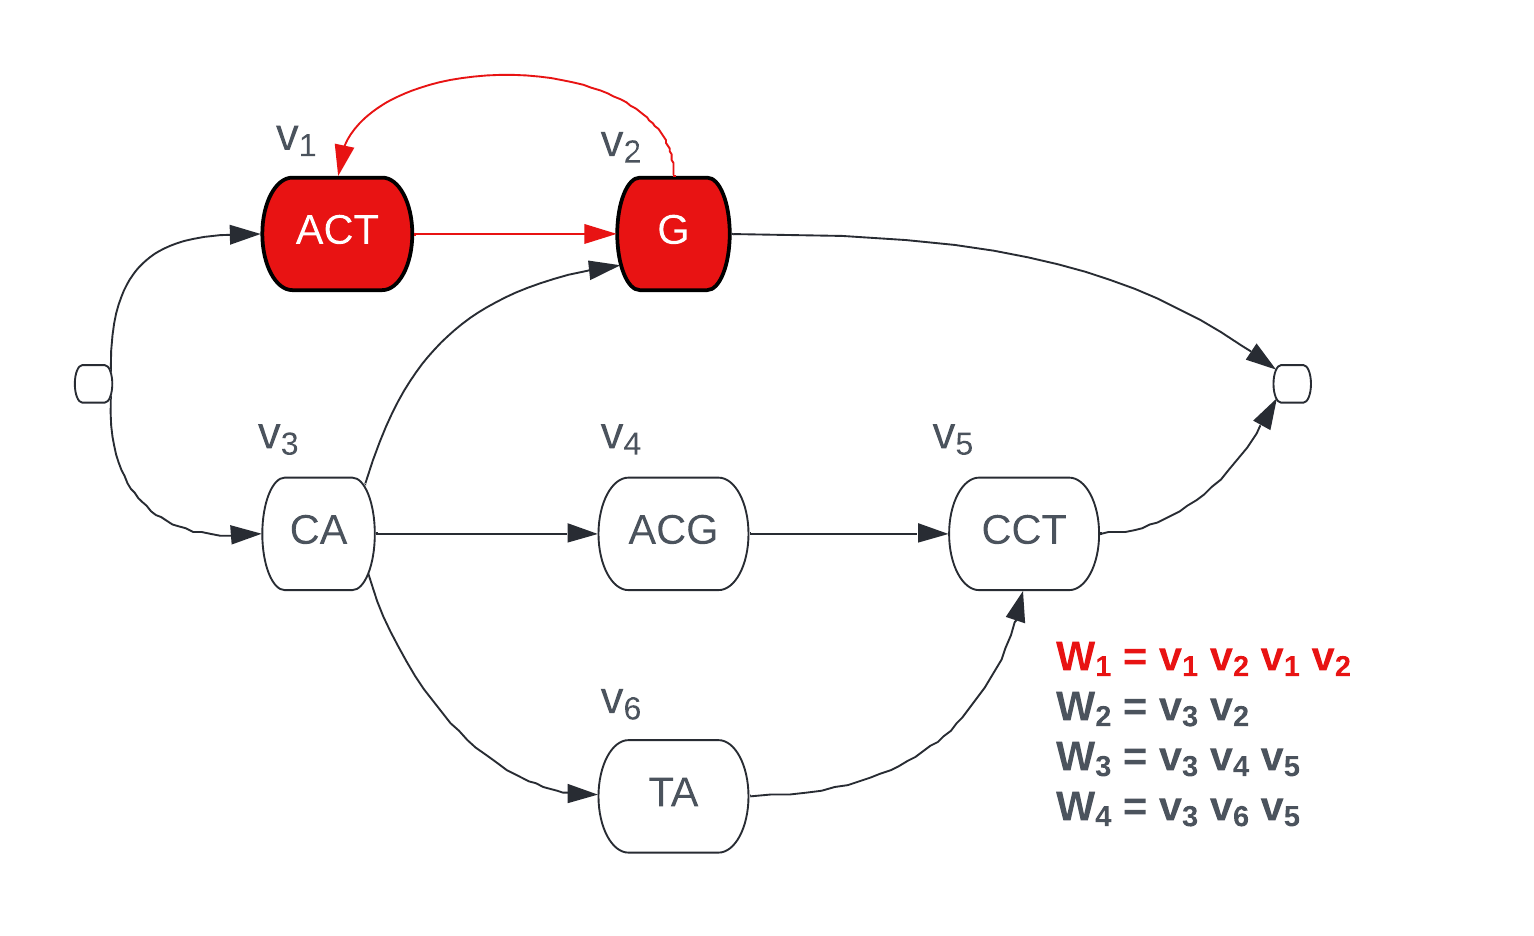 v₁
v₂
ACT
G
v₃
v₄
v₅
CA
ACG
CCT
v₆
TA
W₁ = v₁ v₂ v₁ v₂
W₂ = v₃ v₂
W₃ = v₃ v₄ v₅
W₄ = v₃ v₆ v₅